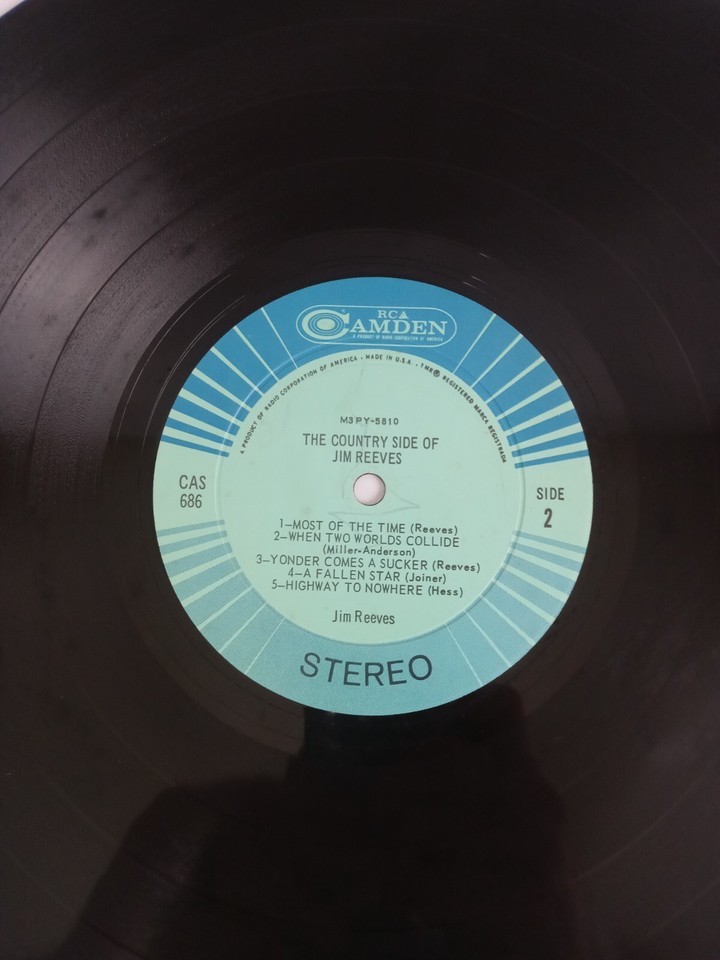 RCA
CAMDEN
A PRODUCT OF RADIO CORPORATION OF AMERICA
A PRODUCT OF RADIO CORPORATION OF AMERICA • MADE IN U.S.A. • TMK ® REGISTERED MARCA REGISTRADA
M3PY-5610
THE COUNTRY SIDE OF
JIM REEVES
CAS
686
SIDE
2
1—MOST OF THE TIME (Reeves)
2—WHEN TWO WORLDS COLLIDE
(Miller-Anderson)
3—YONDER COMES A SUCKER (Reeves)
4—A FALLEN STAR (Joiner)
5—HIGHWAY TO NOWHERE (Hess)
Jim Reeves
STEREO